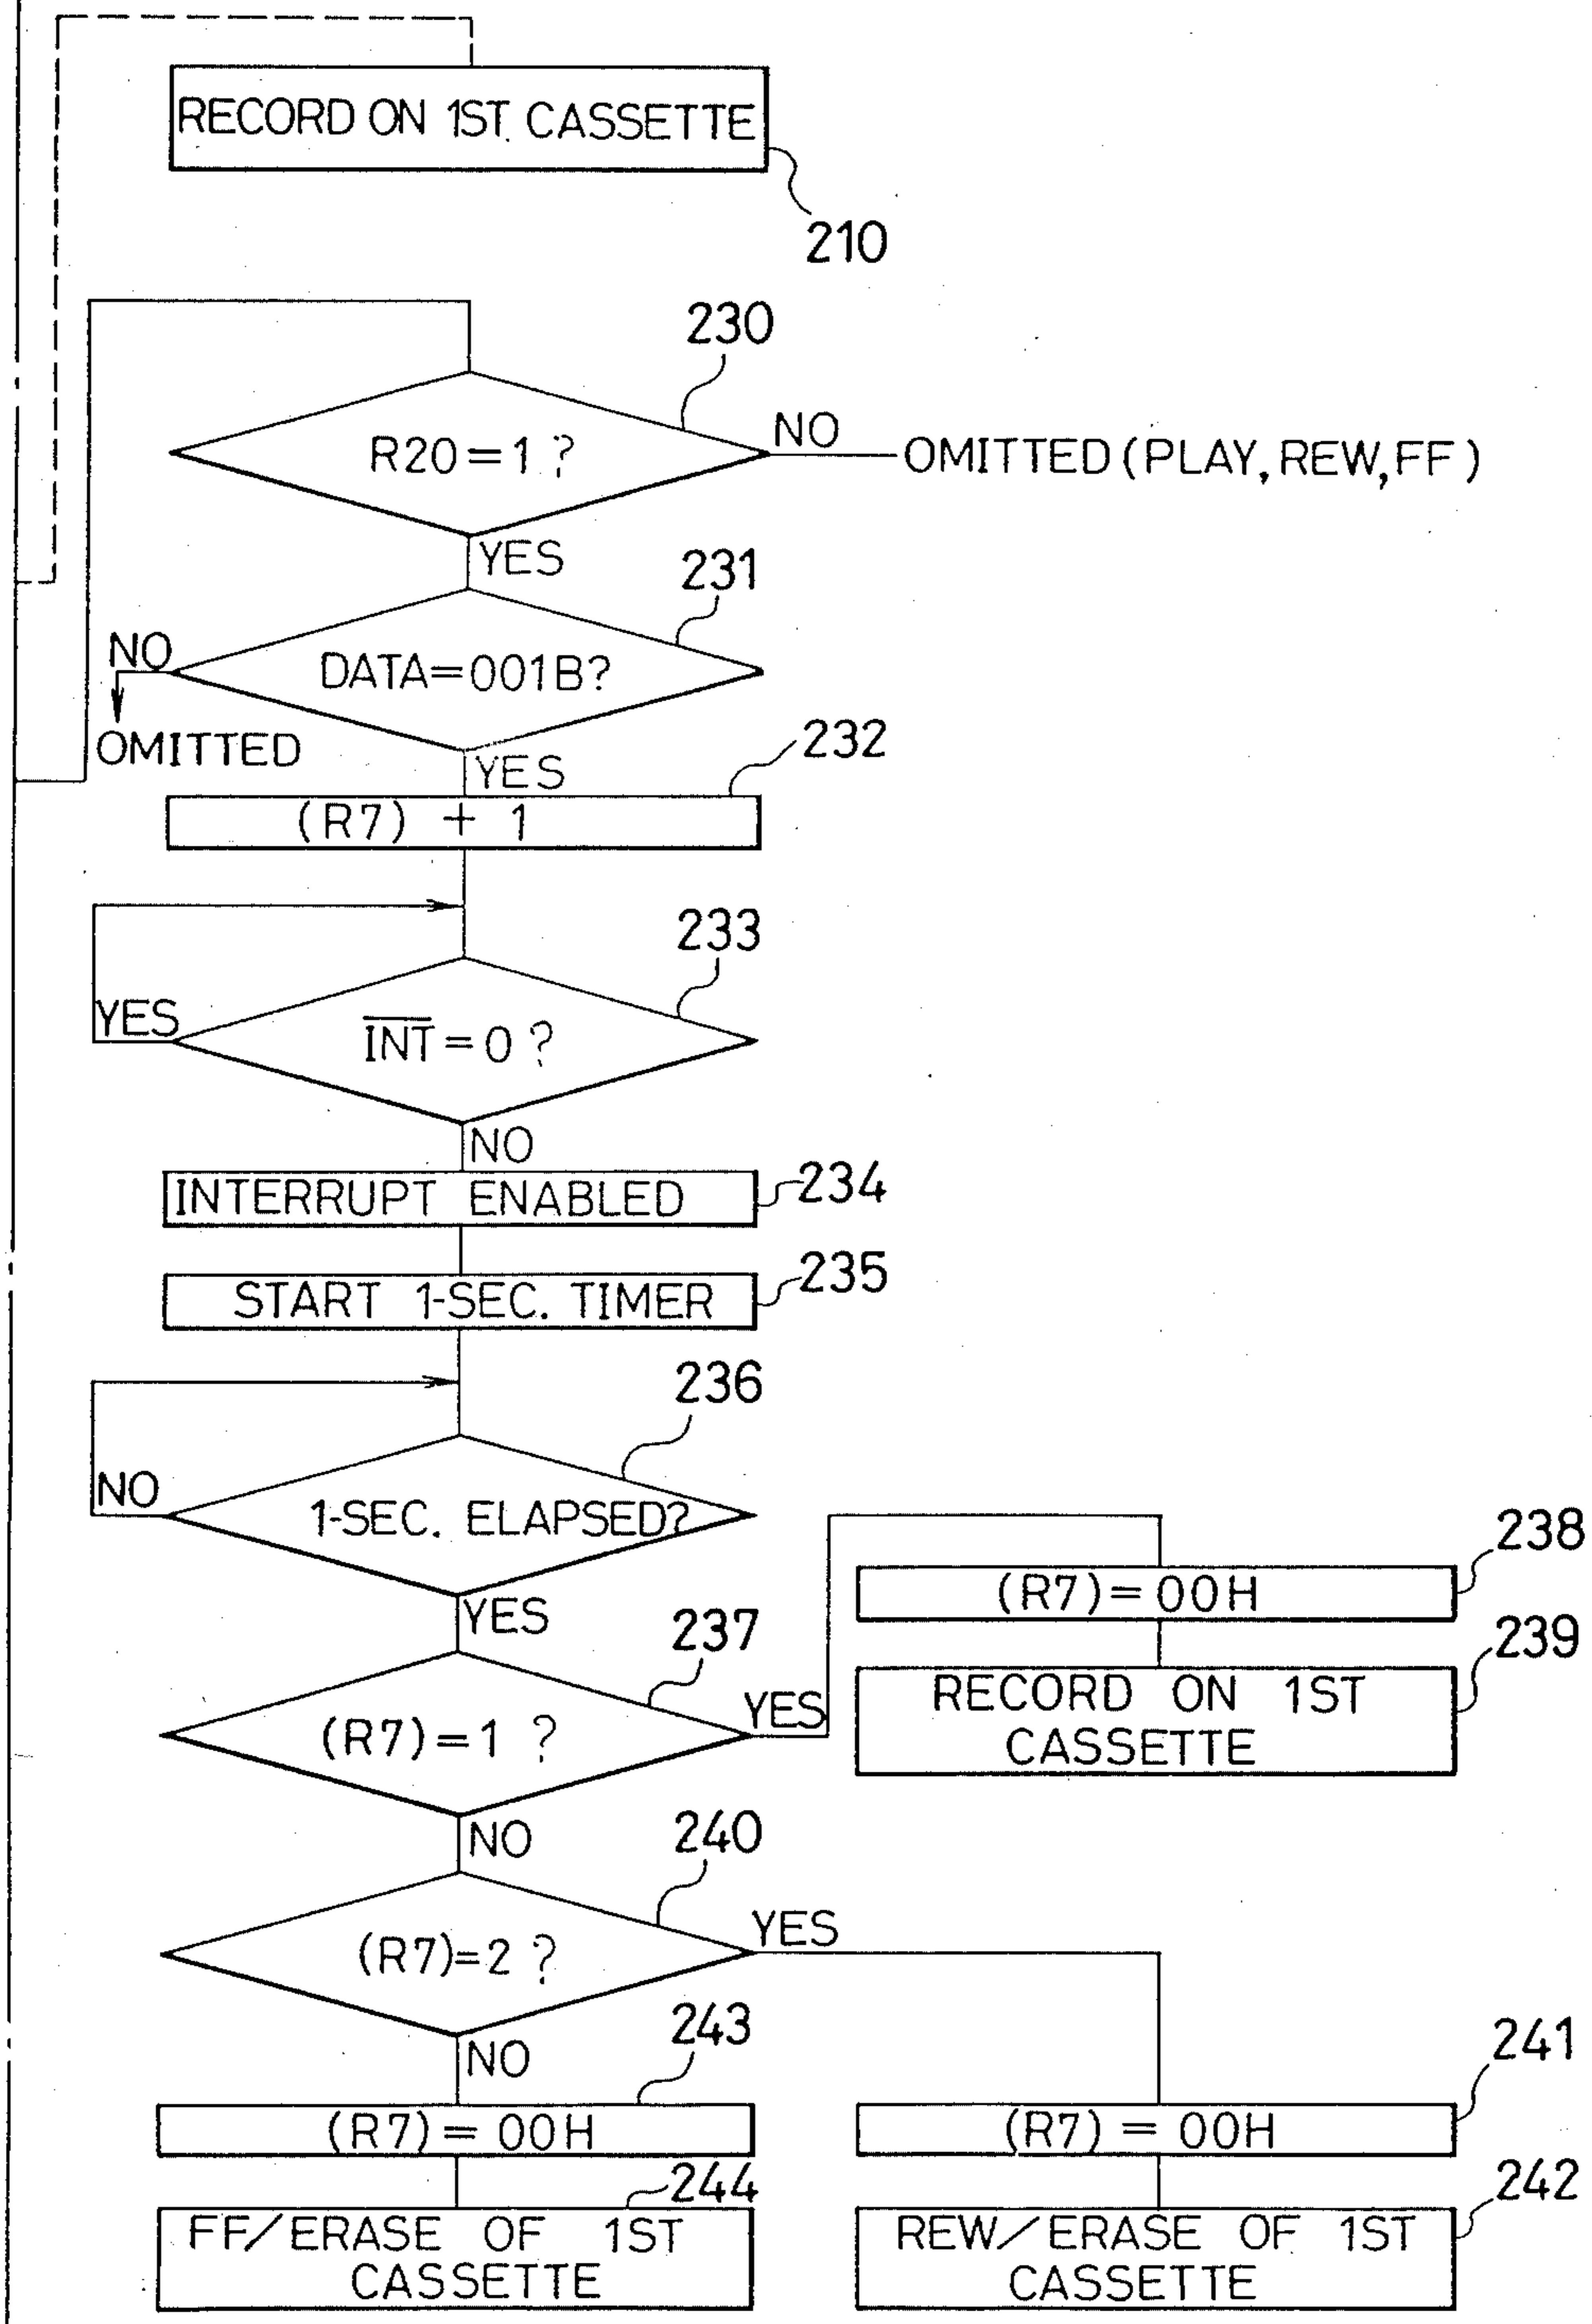 RECORD ON 1ST. CASSETTE
210
230
R20=1 ?
NO
OMITTED (PLAY, REW, FF)
YES
231
NO
DATA=001B?
OMITTED
232
YES
(R7) + 1
233
YES
I̅N̅T̅=0 ?
NO
INTERRUPT ENABLED
234
START 1-SEC. TIMER
235
236
NO
1-SEC. ELAPSED?
238
(R7)=00H
YES
237
239
RECORD ON 1ST
CASSETTE
YES
(R7)=1 ?
NO
240
YES
(R7)=2 ?
243
241
NO
(R7) = 00H
(R7) = 00H
244
242
FF/ERASE OF 1ST
CASSETTE
REW/ERASE OF 1ST
CASSETTE